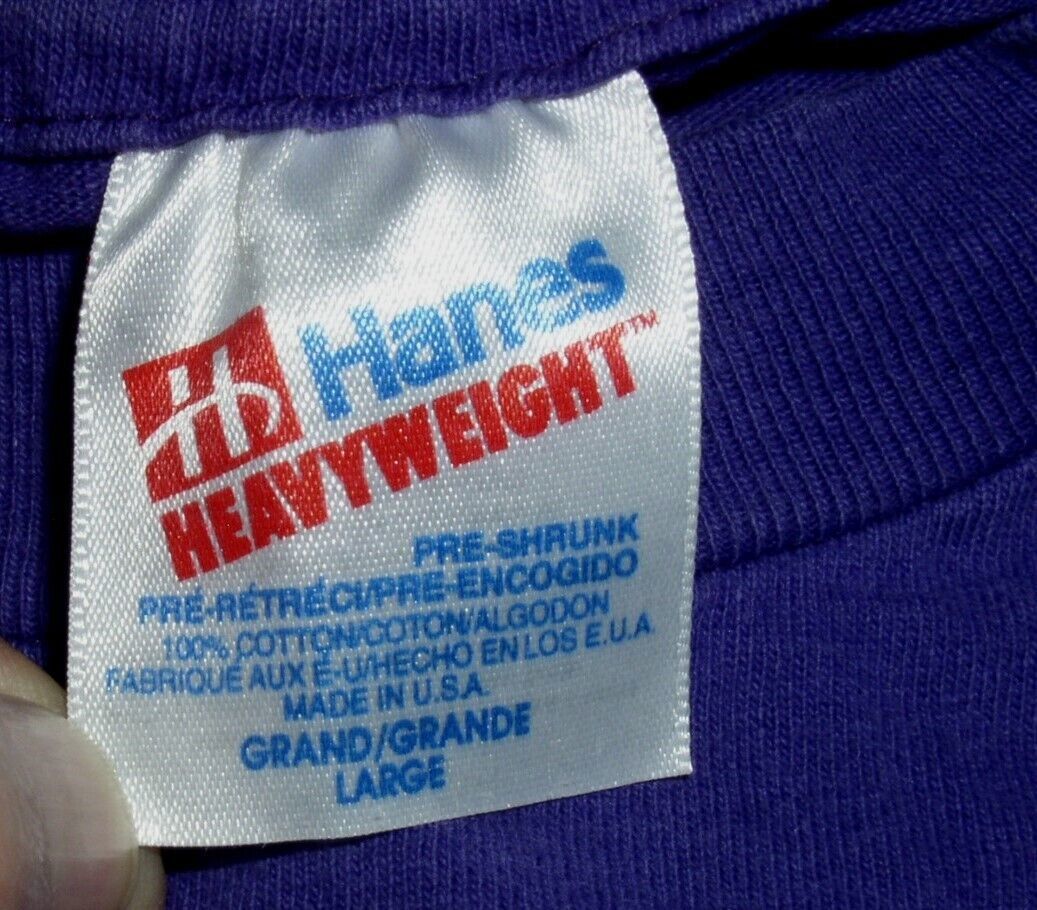 Hanes
HEAVYWEIGHT™
PRE-SHRUNK
PRÉ-RÉTRÉCI/PRE-ENCOGIDO
100% COTTON/COTON/ALGODON
FABRIQUÉ AUX É-U/HECHO EN LOS E.U.A.
MADE IN U.S.A.
GRAND/GRANDE
LARGE